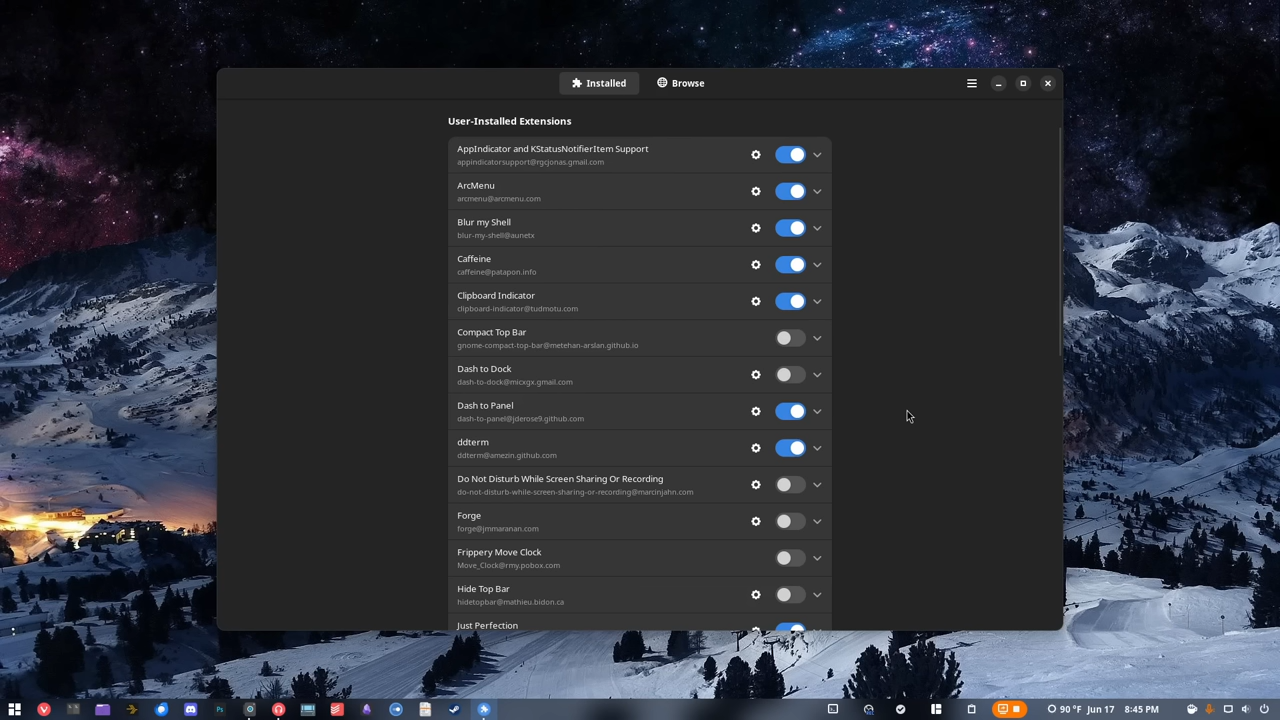 Installed
Browse
User-Installed Extensions
AppIndicator and KStatusNotifierItem Support
appindicatorsupport@rgcjonas.gmail.com
ArcMenu
arcmenu@arcmenu.com
Blur my Shell
blur-my-shell@aunetx
Caffeine
caffeine@patapon.info
Clipboard Indicator
clipboard-indicator@tudmotu.com
Compact Top Bar
gnome-compact-top-bar@metehan-arslan.github.io
Dash to Dock
dash-to-dock@micxgx.gmail.com
Dash to Panel
dash-to-panel@jderose9.github.com
ddterm
ddterm@amezin.github.com
Do Not Disturb While Screen Sharing Or Recording
do-not-disturb-while-screen-sharing-or-recording@marcinjahn.com
Forge
forge@jmmaranan.com
Frippery Move Clock
Move_Clock@rmy.pobox.com
Hide Top Bar
hidetopbar@mathieu.bidon.ca
Just Perfection
Ps
90 °F Jun 17 8:45 PM